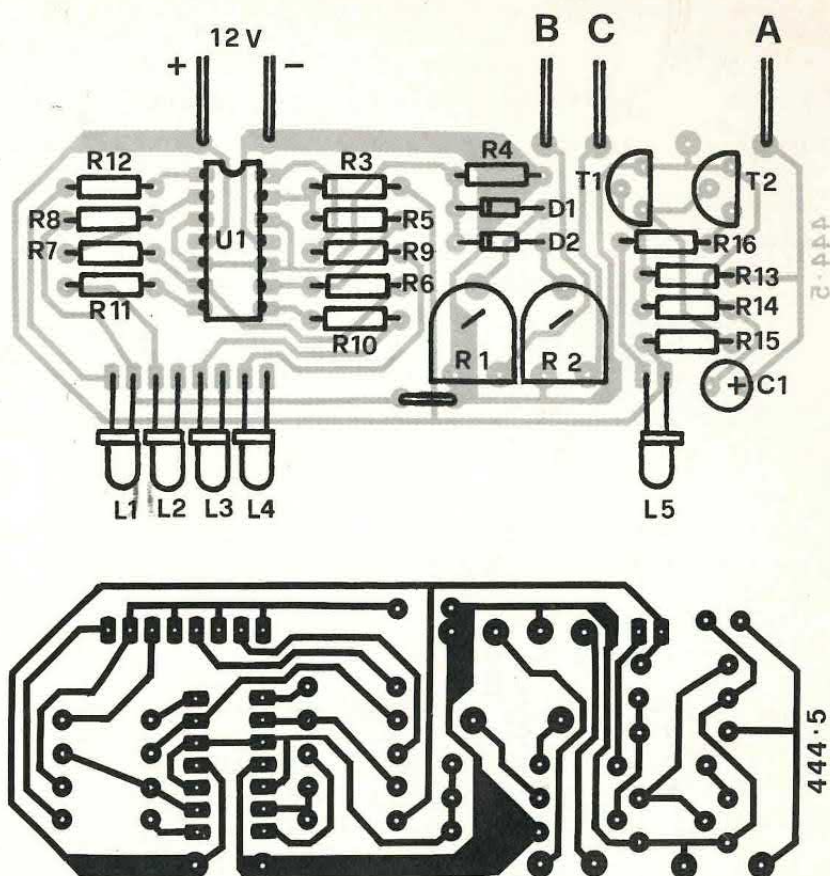 12 V
B C A
+ −
R12 R3 R4
T1 T2
R8 R5 D1
U1 R16
R7 R9 D2
R13
R6
R11 R14
R10 R1 R2 R15
+ C1
L1 L2 L3 L4 L5
444·5
444·5